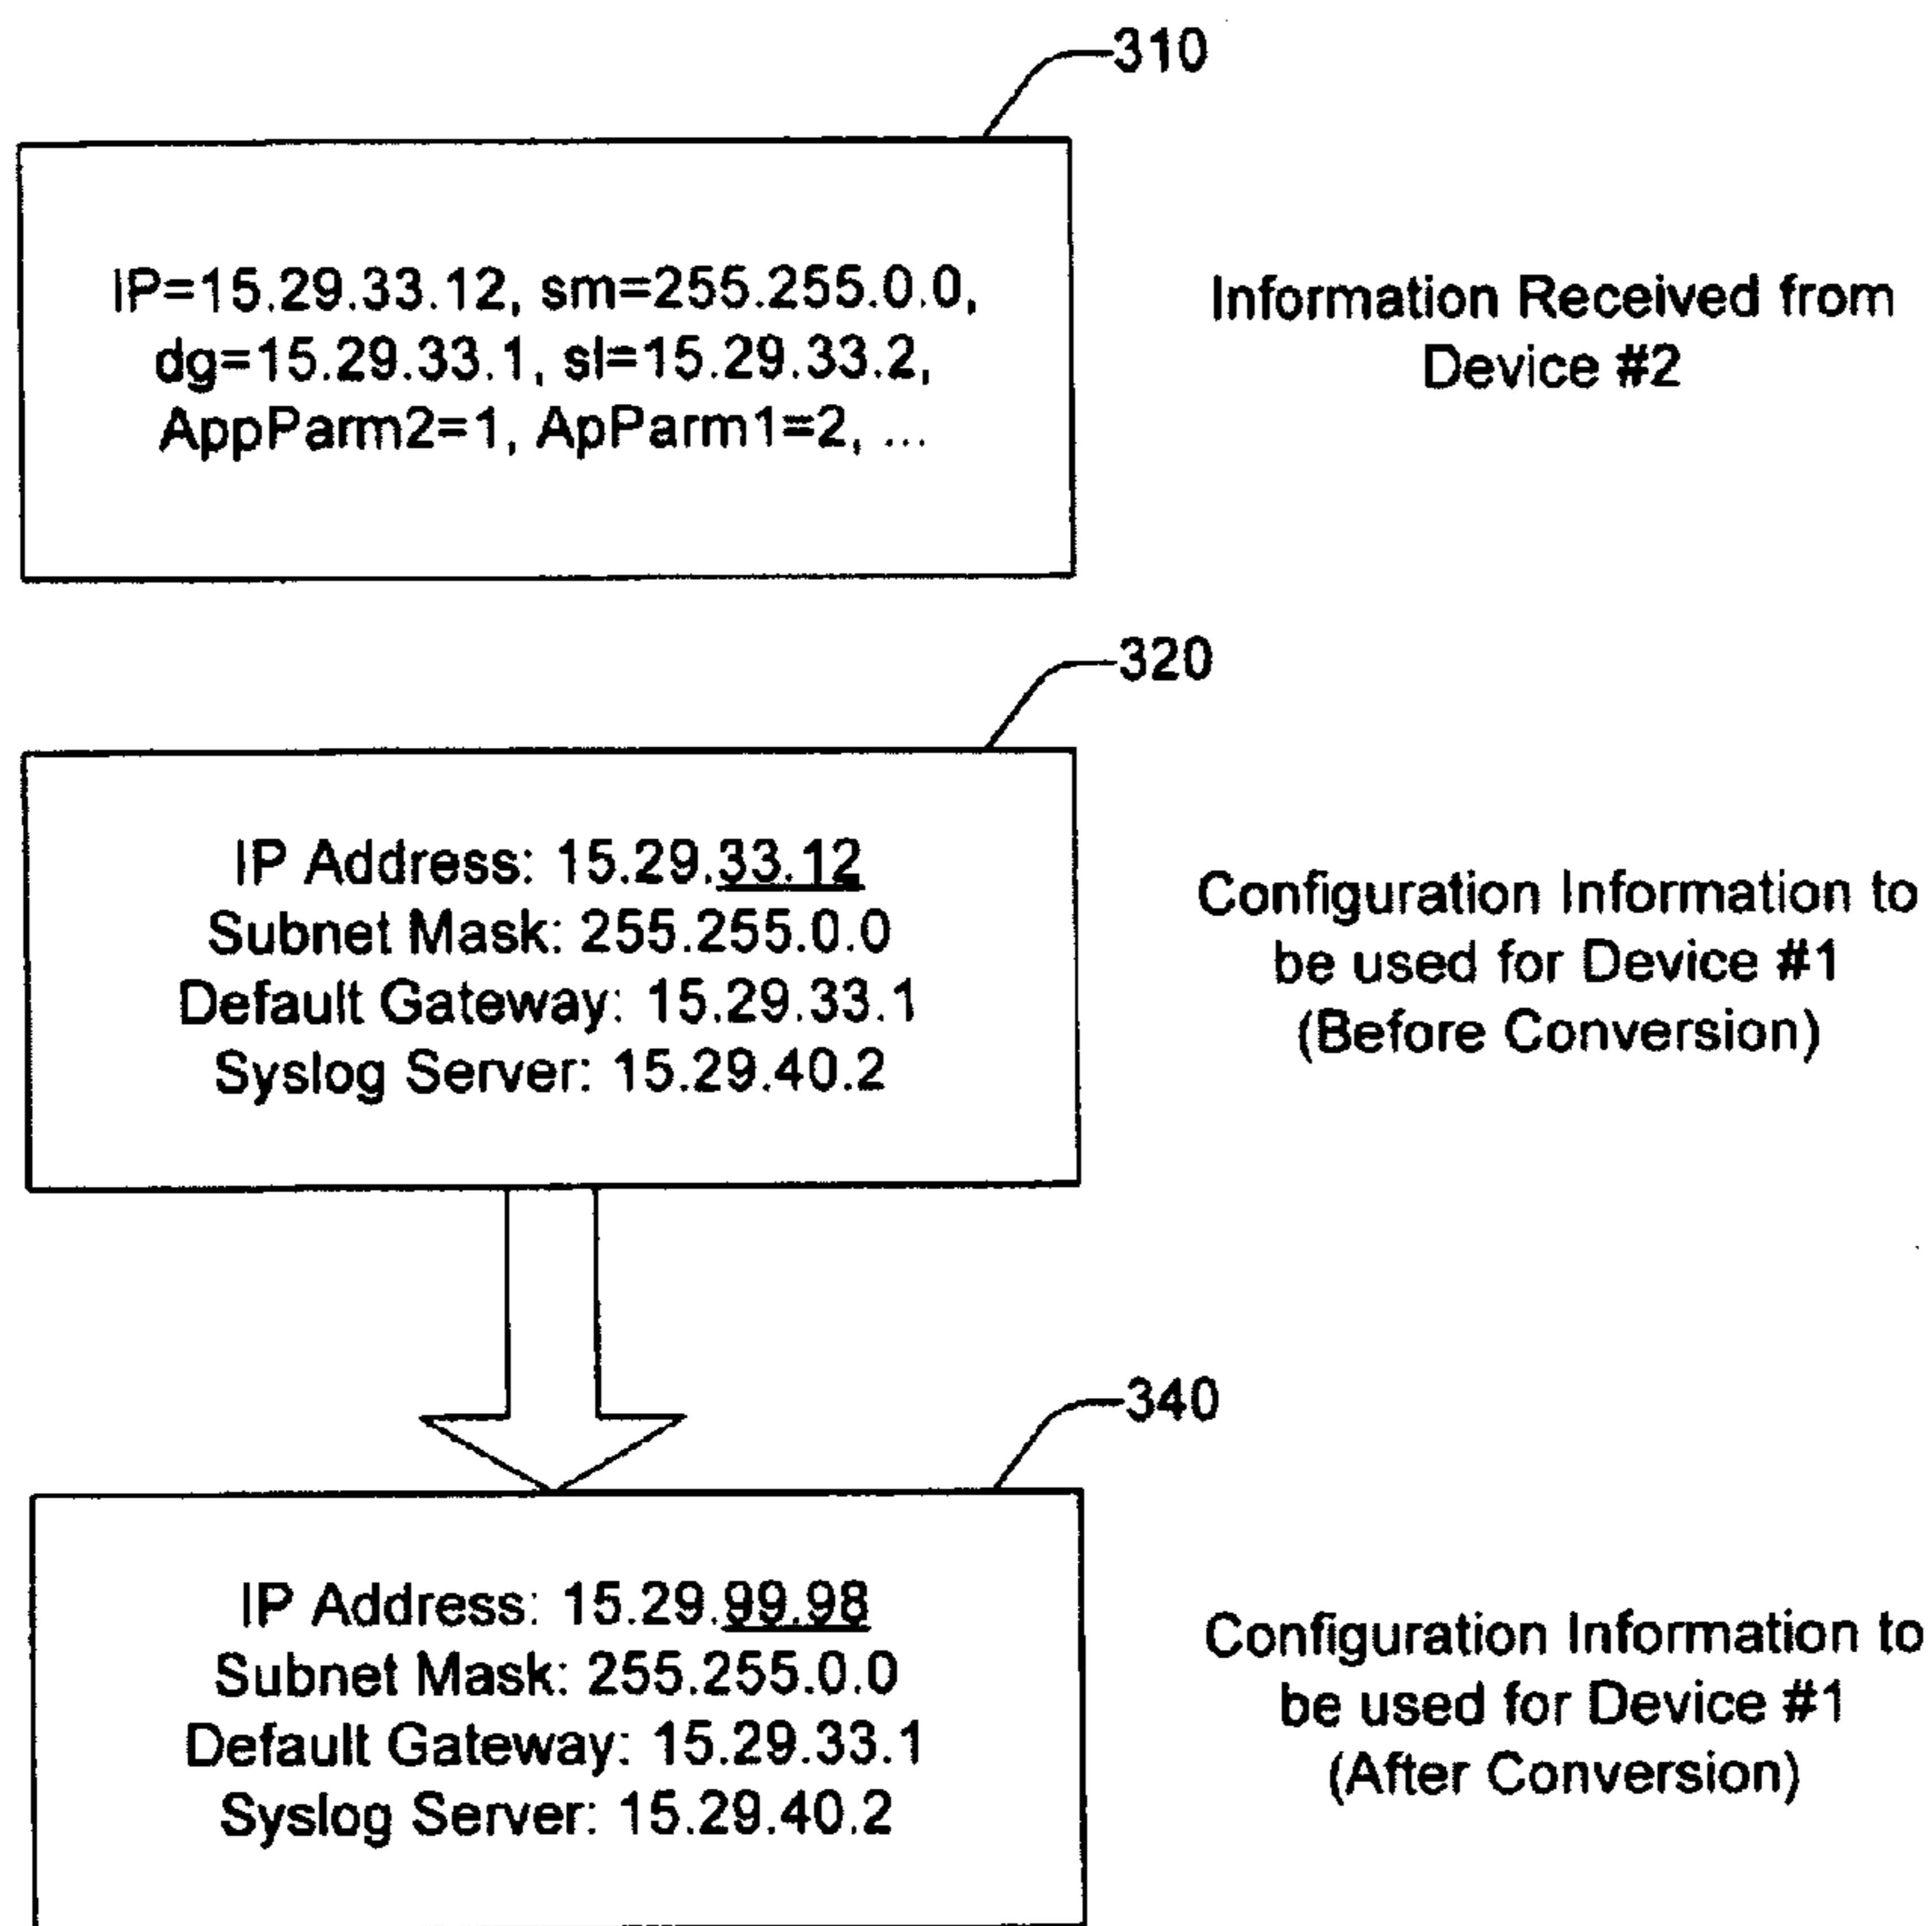 310
IP=15.29.33.12, sm=255.255.0.0,
dg=15.29.33.1, sl=15.29.33.2,
AppParm2=1, ApParm1=2, ...
Information Received from
Device #2
320
IP Address: 15.29.33.12
Subnet Mask: 255.255.0.0
Default Gateway: 15.29.33.1
Syslog Server: 15.29.40.2
Configuration Information to
be used for Device #1
(Before Conversion)
340
IP Address: 15.29.99.98
Subnet Mask: 255.255.0.0
Default Gateway: 15.29.33.1
Syslog Server: 15.29.40.2
Configuration Information to
be used for Device #1
(After Conversion)